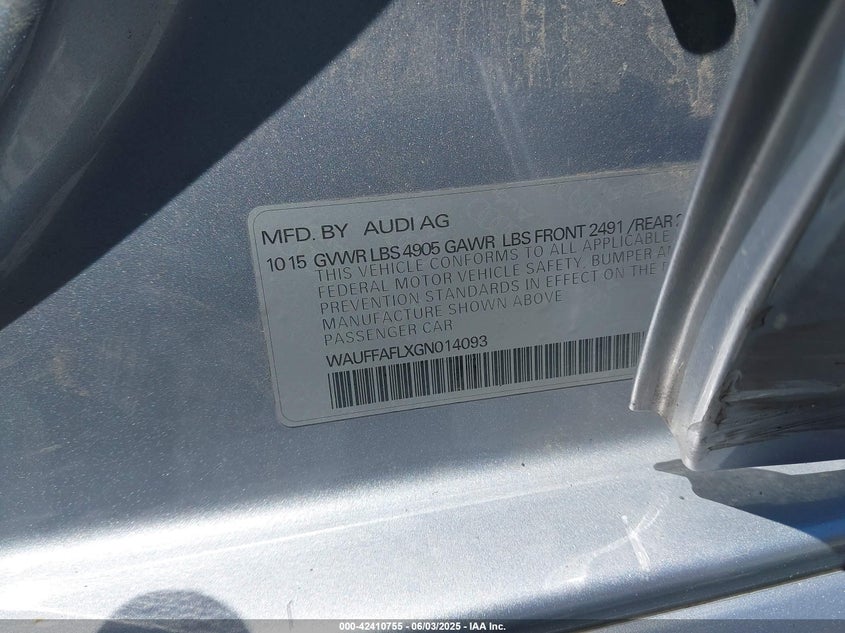 MFD. BY AUDI AG
10 15 GVWR LBS 4905 GAWR LBS FRONT 2491 /REAR 2
THIS VEHICLE CONFORMS TO ALL APPLICABLE
FEDERAL MOTOR VEHICLE SAFETY, BUMPER
PREVENTION STANDARDS IN EFFECT ON THE
MANUFACTURE SHOWN ABOVE
PASSENGER CAR
WAUFFAFLXGN014093
000-42410755 - 06/03/2025 - IAA Inc.